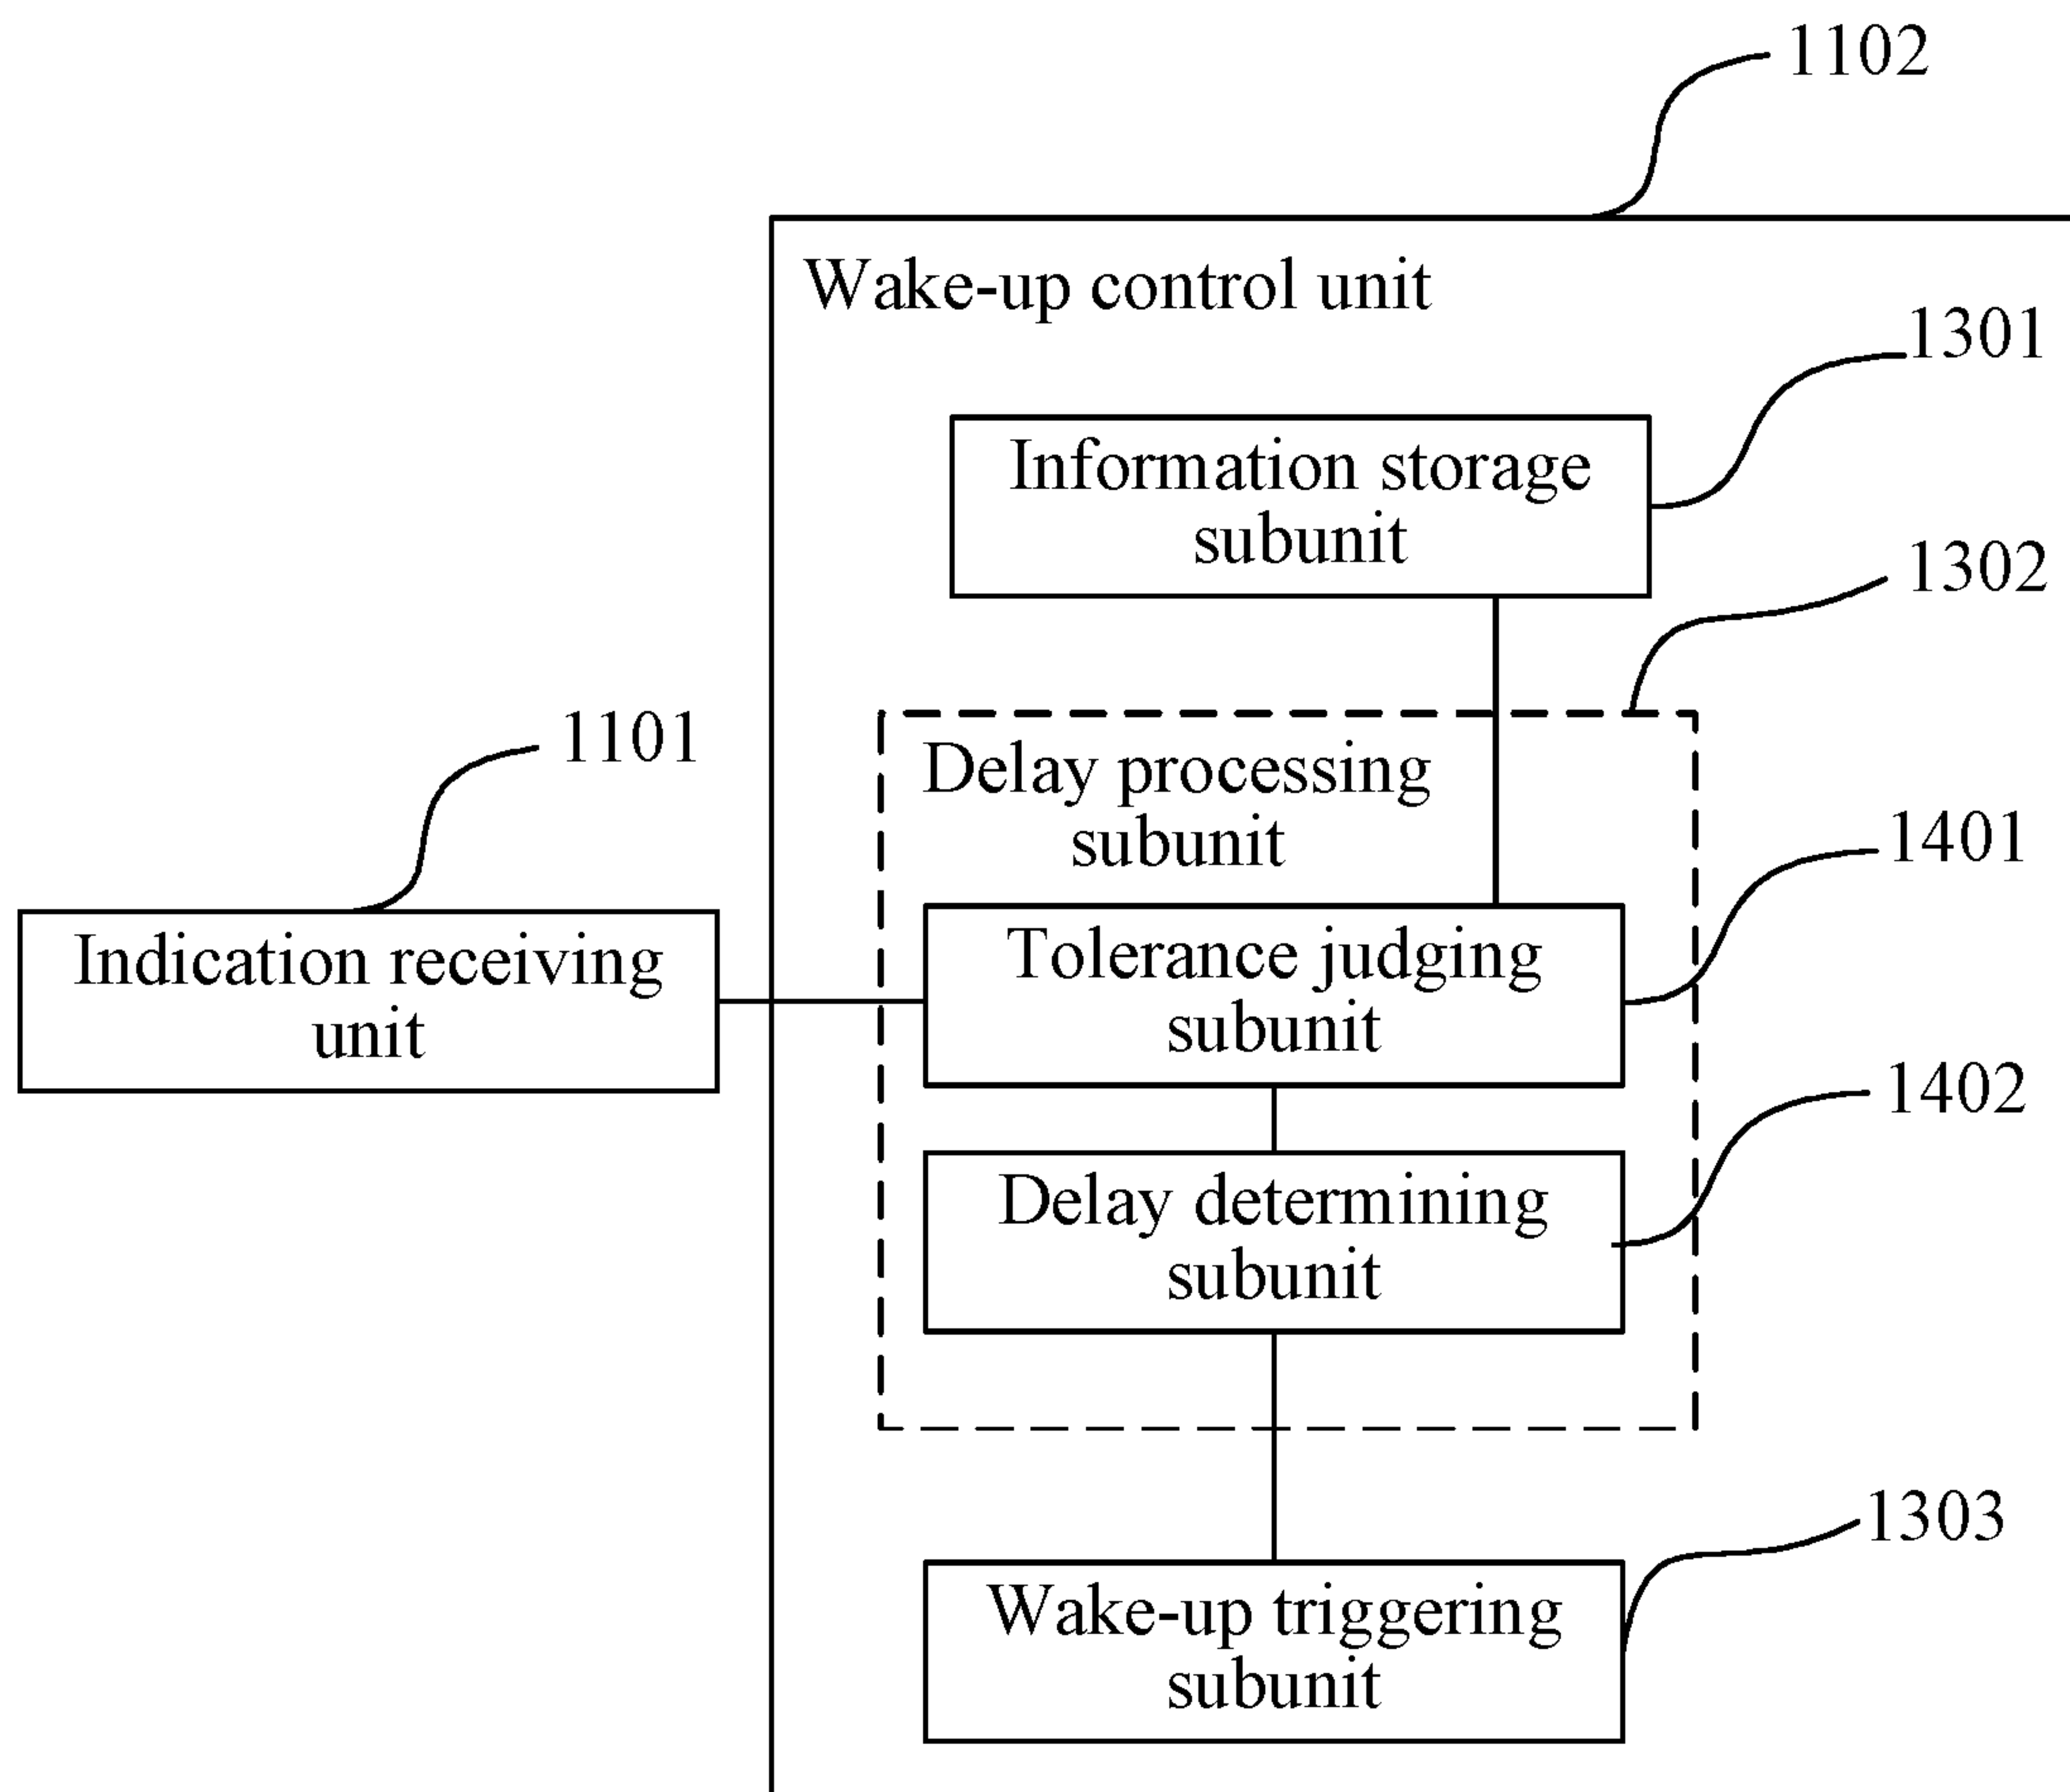 1102
Wake-up control unit
1301
Information storage
subunit
1302
Delay processing
subunit
1101
1401
Indication receiving
unit
Tolerance judging
subunit
1402
Delay determining
subunit
1303
Wake-up triggering
subunit